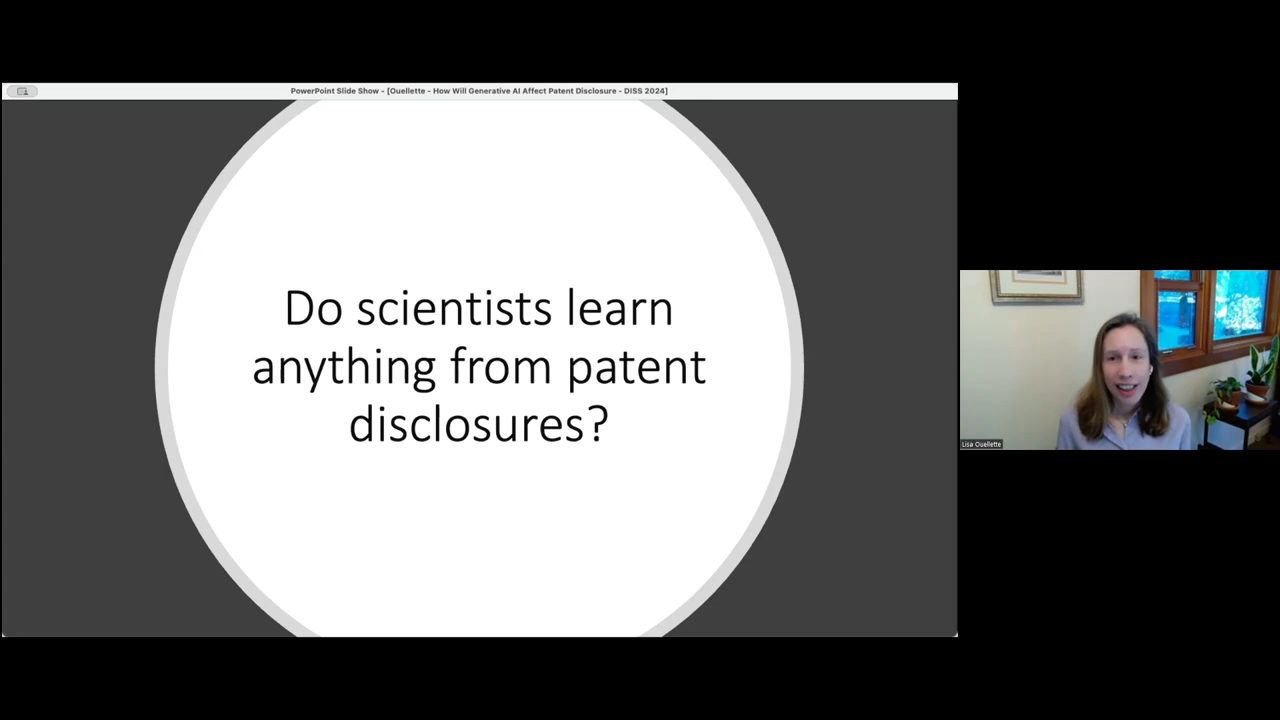 PowerPoint Slide Show - [Ouellette - How Will Generative AI Affect Patent Disclosure - DISS 2024]
Do scientists learn
anything from patent
disclosures?
Lisa Ouellette